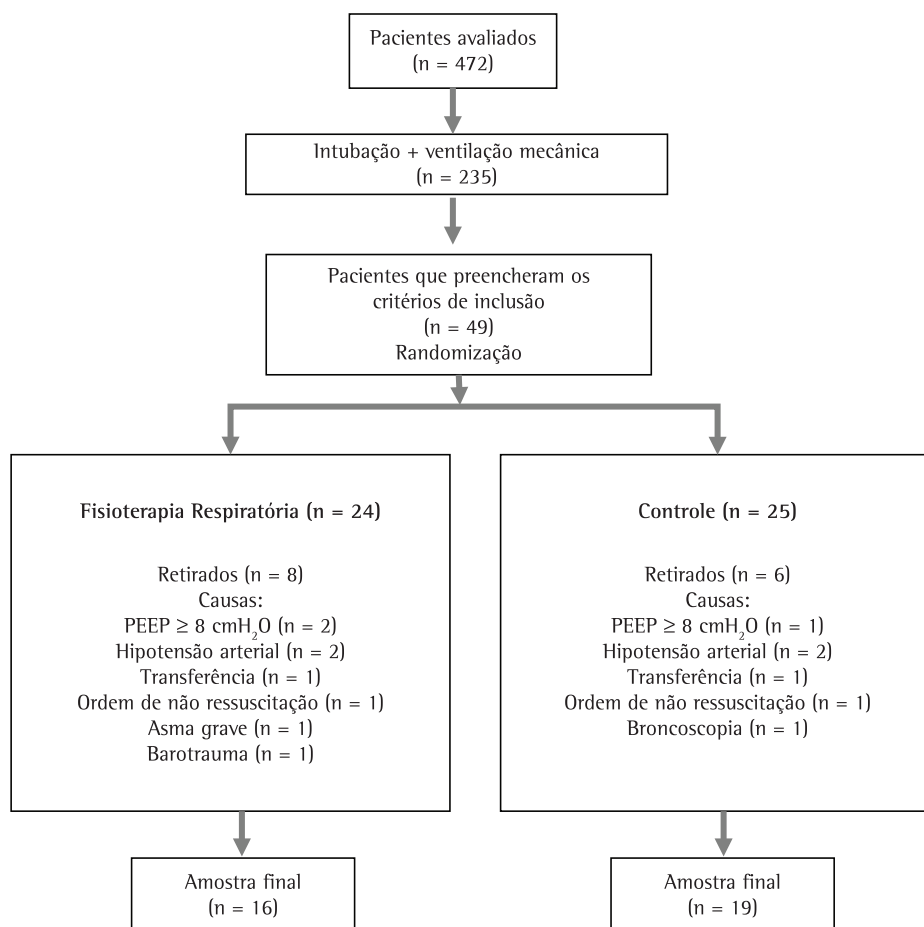 Pacientes avaliados
(n = 472)
Intubação + ventilação mecânica
(n = 235)
Pacientes que preencheram os
critérios de inclusão
(n = 49)
Randomização
Fisioterapia Respiratória (n = 24)
Retirados (n = 8)
Causas:
PEEP ≥ 8 cmH₂O (n = 2)
Hipotensão arterial (n = 2)
Transferência (n = 1)
Ordem de não ressuscitação (n = 1)
Asma grave (n = 1)
Barotrauma (n = 1)
Controle (n = 25)
Retirados (n = 6)
Causas:
PEEP ≥ 8 cmH₂O (n = 1)
Hipotensão arterial (n = 2)
Transferência (n = 1)
Ordem de não ressuscitação (n = 1)
Broncoscopia (n = 1)
Amostra final
(n = 16)
Amostra final
(n = 19)